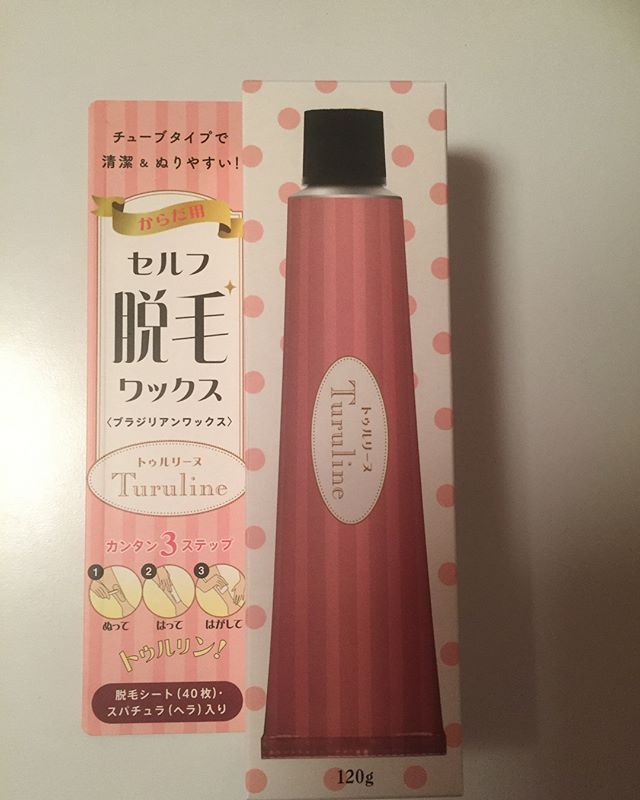 チューブタイプで
清潔 & ぬりやすい!
からだ用
セルフ
脱毛
ワックス
〈ブラジリアンワックス〉
トゥルリーヌ
Turuline
カンタン3ステップ
1 2 3
ぬって はって はがして
トゥルリン!
脱毛シート(40枚)・
スパチュラ(ヘラ)入り
トゥルリーヌ
Turuline
120g